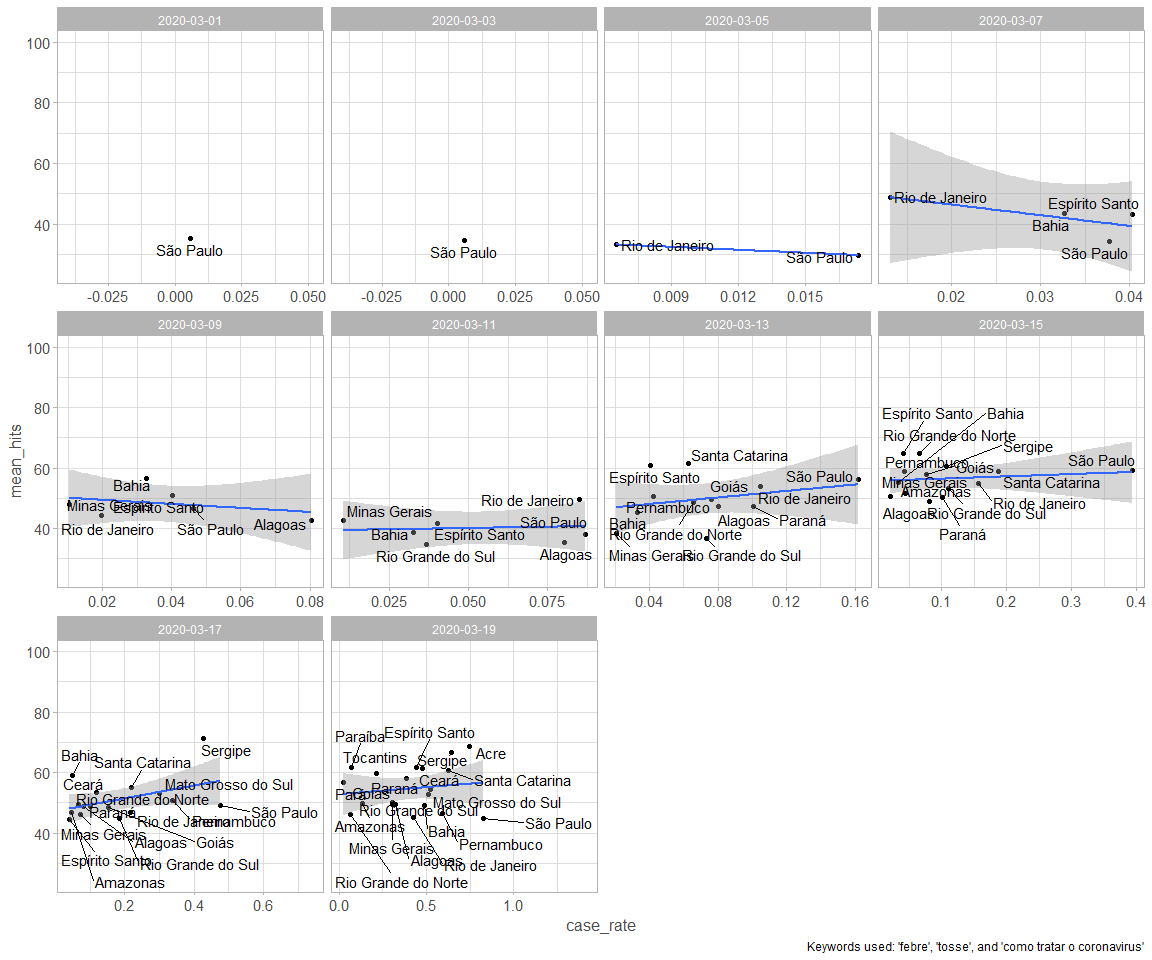 2020-03-01
2020-03-03
2020-03-05
2020-03-07
100
80
60
40
São Paulo
-0.025 0.000 0.025 0.050
São Paulo
-0.025 0.000 0.025 0.050
Rio de Janeiro
São Paulo
0.009 0.012 0.015
Rio de Janeiro
Espírito Santo
Bahia
São Paulo
0.02 0.03 0.04
2020-03-09
2020-03-11
2020-03-13
2020-03-15
mean_hits
100
80
60
40
Bahia
Minas Gerais
Espírito Santo
Rio de Janeiro
São Paulo
Alagoas
0.02 0.04 0.06 0.08
Rio de Janeiro
Minas Gerais
São Paulo
Bahia
Espírito Santo
Rio Grande do Sul
Alagoas
0.025 0.050 0.075
Santa Catarina
Espírito Santo
São Paulo
Goiás
Rio de Janeiro
Pernambuco
Bahia
Alagoas
Paraná
Rio Grande do Norte
Minas Gerais
Rio Grande do Sul
0.04 0.08 0.12 0.16
Espírito Santo
Bahia
Rio Grande do Norte
Sergipe
Pernambuco
Goiás
São Paulo
Minas Gerais
Santa Catarina
Amazonas
Rio de Janeiro
Alagoas
Rio Grande do Sul
Paraná
0.1 0.2 0.3 0.4
2020-03-17
2020-03-19
100
80
60
40
Bahia
Sergipe
Santa Catarina
Ceará
Mato Grosso do Sul
Rio Grande do Norte
Paraná
São Paulo
Rio de Janeiro
Pernambuco
Minas Gerais
Alagoas
Goiás
Espírito Santo
Rio Grande do Sul
Amazonas
0.2 0.4 0.6
Paraíba
Espírito Santo
Tocantins
Sergipe
Acre
Ceará
Santa Catarina
Pará
Goiás
Paraná
Mato Grosso do Sul
Rio Grande do Sul
Amazonas
Bahia
São Paulo
Minas Gerais
Pernambuco
Alagoas
Rio de Janeiro
Rio Grande do Norte
0.0 0.5 1.0
case_rate
Keywords used: 'febre', 'tosse', and 'como tratar o coronavirus'